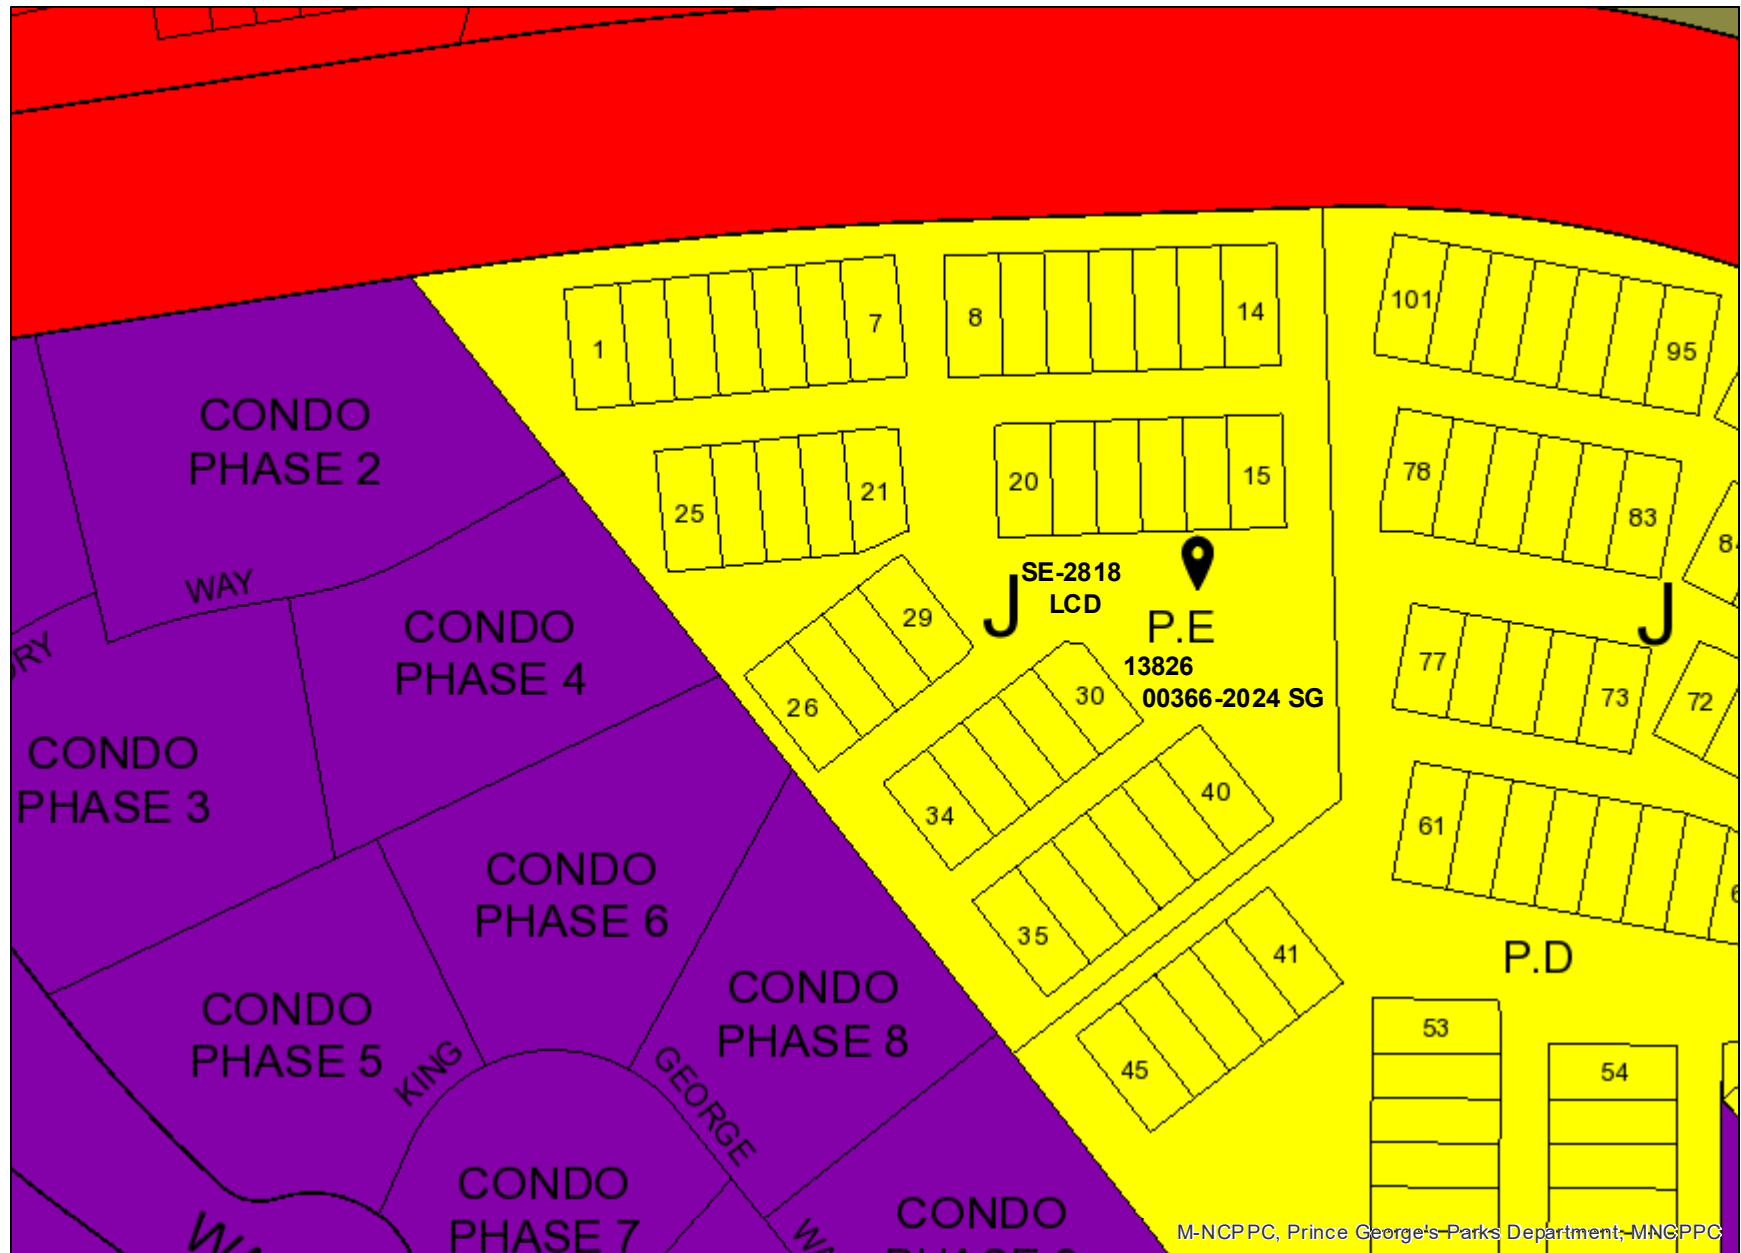 101
8
14
7
1
95
CONDO
PHASE 2
78
15
20
21
25
83
SE-2818
LCD
J
J
WAY
29
P.E
CONDO
PHASE 4
13826
77
00366-2024 SG
30
73
72
26
CONDO
PHASE 3
40
34
61
CONDO
PHASE 6
35
41
P.D
CONDO
PHASE 8
CONDO
PHASE 5
53
45
54
KING
GEORGE
CONDO
PHASE 7
CONDO
M-NCPPC, Prince George's Parks Department, MNCPPC